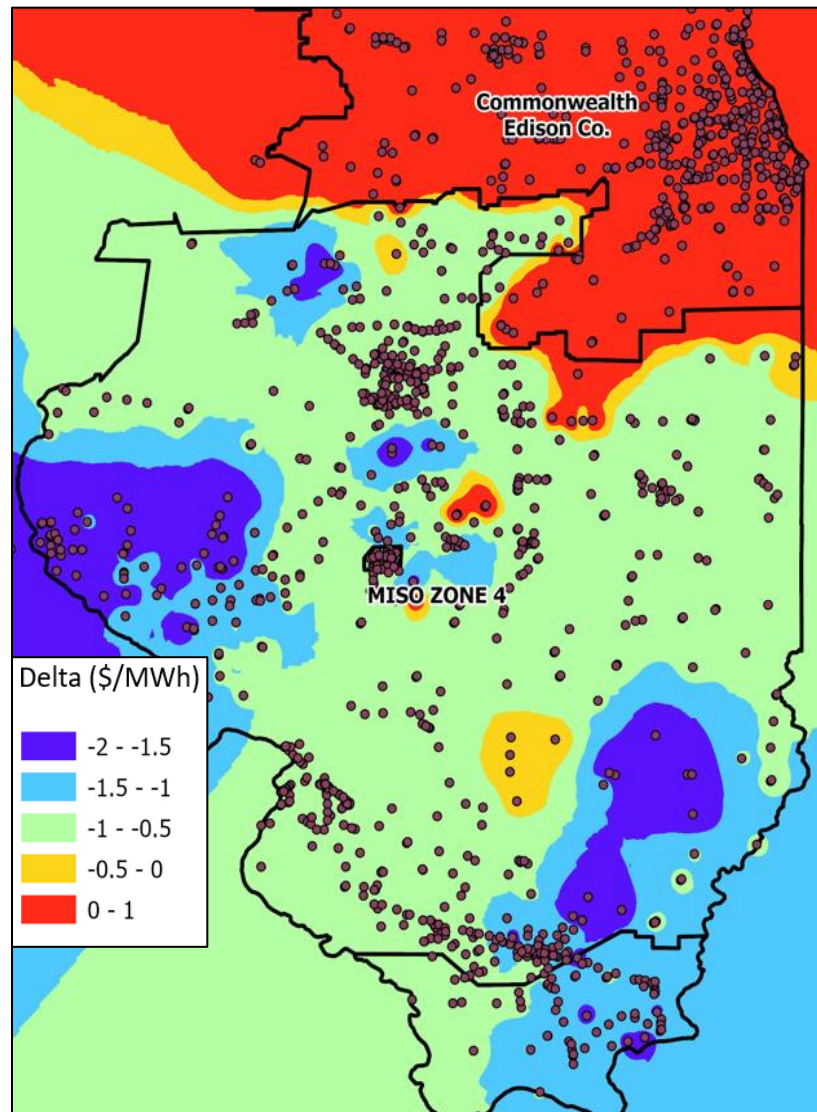 Commonwealth
Edison Co.
MISO ZONE 4
Delta ($/MWh)
-2 - -1.5
-1.5 - -1
-1 - -0.5
-0.5 - 0
0 - 1